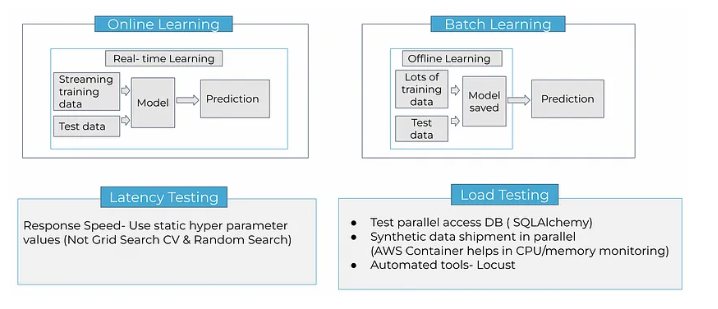 Online Learning
Real- time Learning
Streaming
training
data
Test data
Model
Prediction
Batch Learning
Offline Learning
Lots of
training
data
Test
data
Model
saved
Prediction
Latency Testing
Response Speed- Use static hyper parameter
values (Not Grid Search CV & Random Search)
Load Testing
● Test parallel access DB ( SQLAlchemy)
● Synthetic data shipment in parallel
(AWS Container helps in CPU/memory monitoring)
● Automated tools- Locust